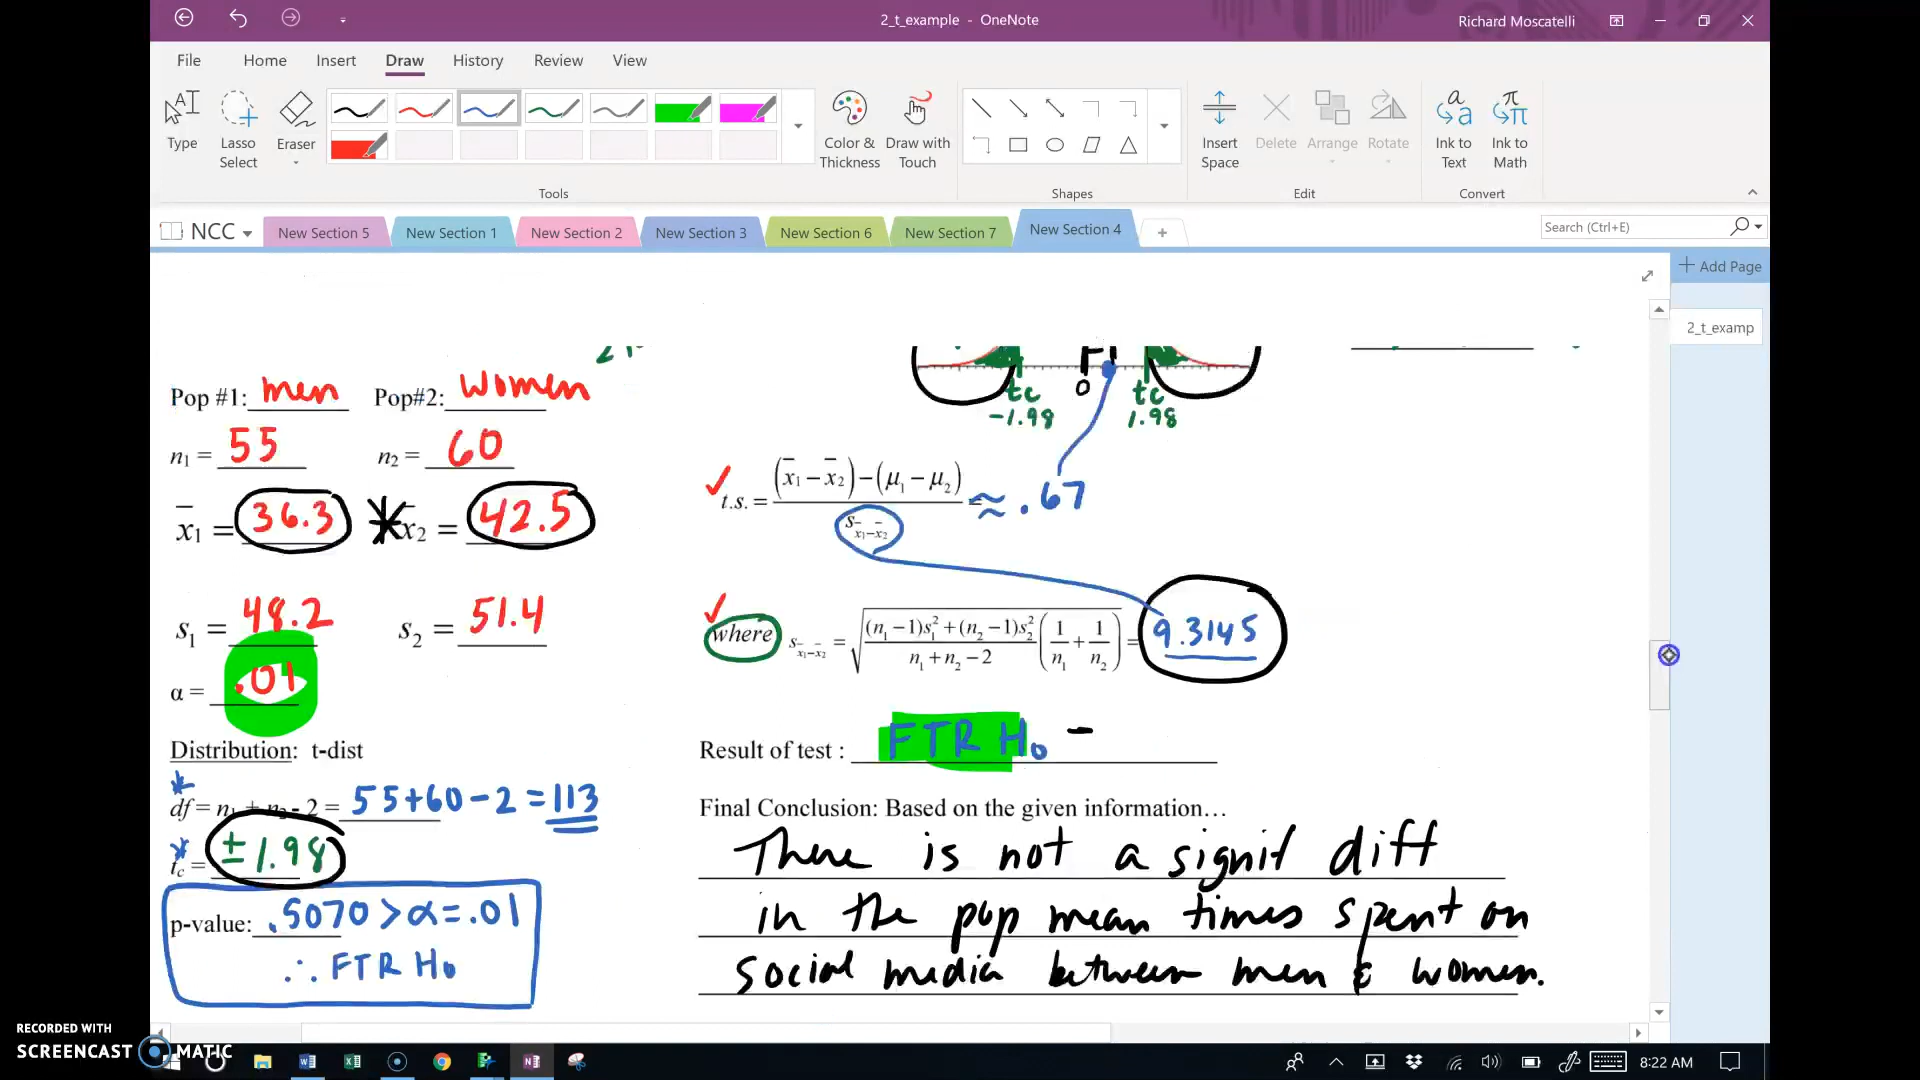 2_t_example - OneNote
Richard Moscatelli
File Home Insert Draw History Review View
Type
Lasso Select
Eraser
Color & Thickness
Draw with Touch
Insert Space
Delete
Arrange
Rotate
Ink to Text
Ink to Math
Tools Shapes Edit Convert
NCC New Section 5 New Section 1 New Section 2 New Section 3 New Section 6 New Section 7 New Section 4 +
Search (Ctrl+E)
+ Add Page
2_t_examp
Pop #1: men Pop#2: women
n₁ = 55 n₂ = 60
x̄₁ = 36.3 * x̄₂ = 42.5
s₁ = 48.2 s₂ = 51.4
α = .01
Distribution: t-dist
* df = n₁ + n₂ - 2 = 55+60-2 = 113
* t_c = ± 1.98
p-value: .5070 > α = .01
∴ FTR H₀
0
tc -1.98
tc 1.98
✓ t.s. = ((x̄₁ − x̄₂) − (μ₁ − μ₂)) / s_x̄₁−x̄₂ = ≈ .67
✓ where s_x̄₁−x̄₂ = √( ((n₁ −1)s₁² + (n₂ −1)s₂²) / (n₁ + n₂ − 2) (1/n₁ + 1/n₂) ) = 9.3145
Result of test : FTR H₀ -
Final Conclusion: Based on the given information…
There is not a signif diff
in the pop mean times spent on
social media between men & women.
RECORDED WITH
SCREENCAST MATIC
8:22 AM